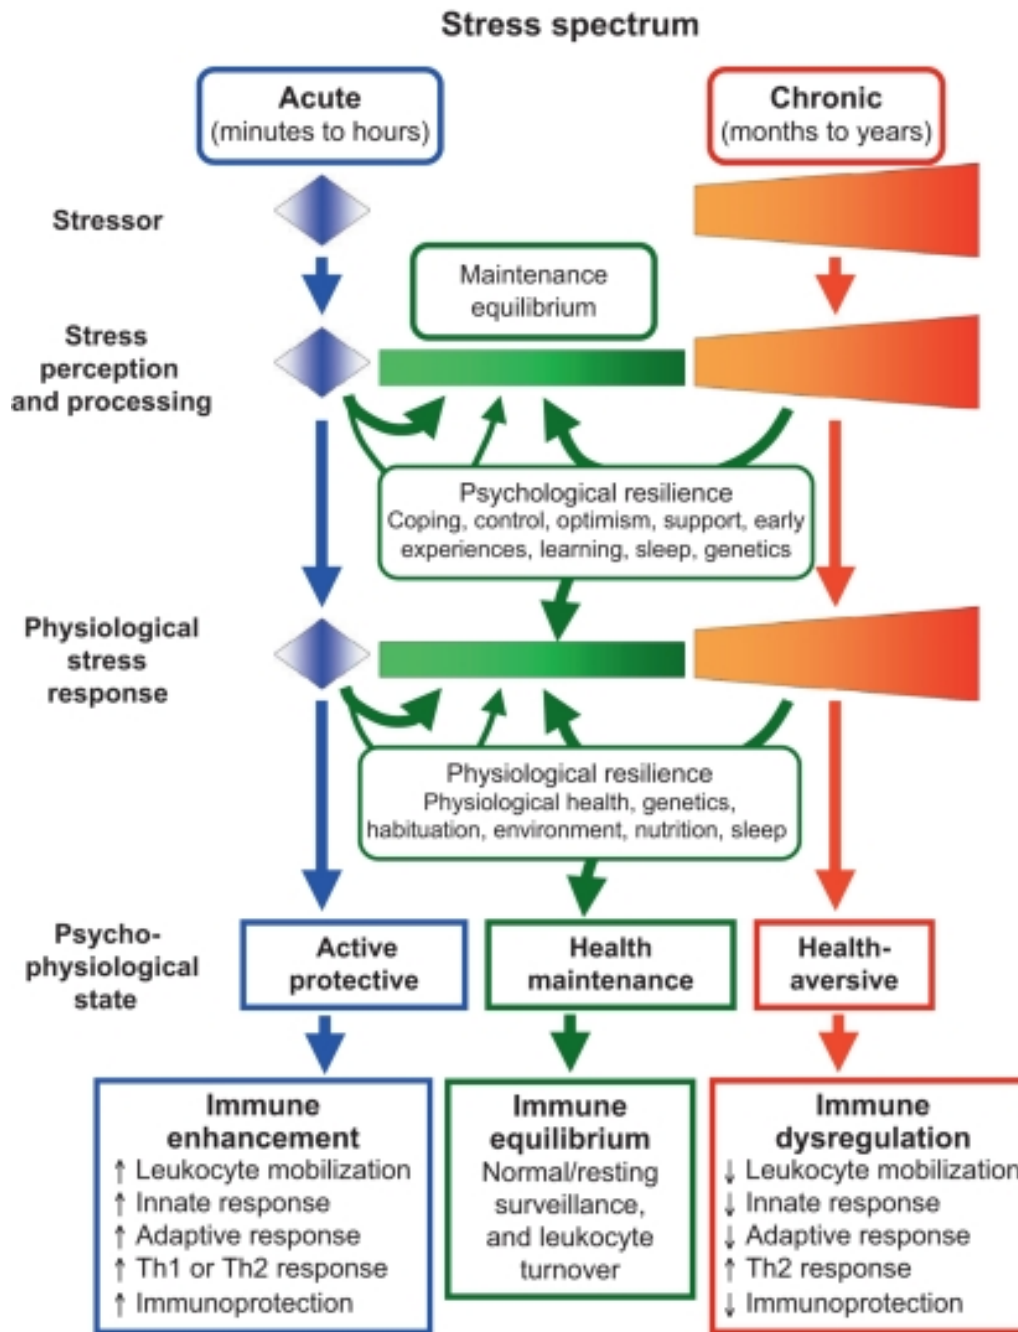 Stress spectrum
Acute
(minutes to hours)
Chronic
(months to years)
Stressor
Maintenance
equilibrium
Stress
perception
and processing
Psychological resilience
Coping, control, optimism, support, early
experiences, learning, sleep, genetics
Physiological
stress
response
Physiological resilience
Physiological health, genetics,
habituation, environment, nutrition, sleep
Psycho-
physiological
state
Active
protective
Health
maintenance
Health-
aversive
Immune
enhancement
↑ Leukocyte mobilization
↑ Innate response
↑ Adaptive response
↑ Th1 or Th2 response
↑ Immunoprotection
Immune
equilibrium
Normal/resting
surveillance,
and leukocyte
turnover
Immune
dysregulation
↓ Leukocyte mobilization
↓ Innate response
↓ Adaptive response
↑ Th2 response
↓ Immunoprotection